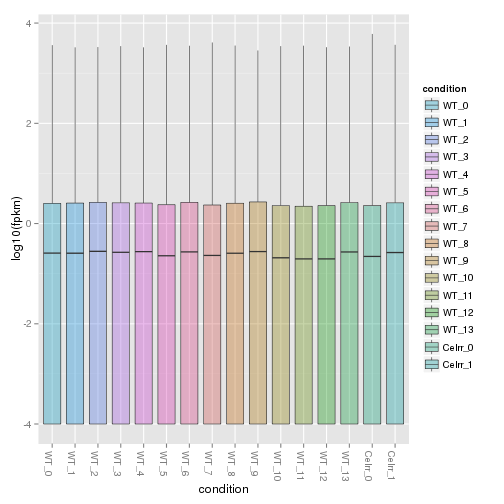 4
2
0
-2
-4
log10(fpkm)
WT_0
WT_1
WT_2
WT_3
WT_4
WT_5
WT_6
WT_7
WT_8
WT_9
WT_10
WT_11
WT_12
WT_13
Celrr_0
Celrr_1
condition
condition
WT_0
WT_1
WT_2
WT_3
WT_4
WT_5
WT_6
WT_7
WT_8
WT_9
WT_10
WT_11
WT_12
WT_13
Celrr_0
Celrr_1